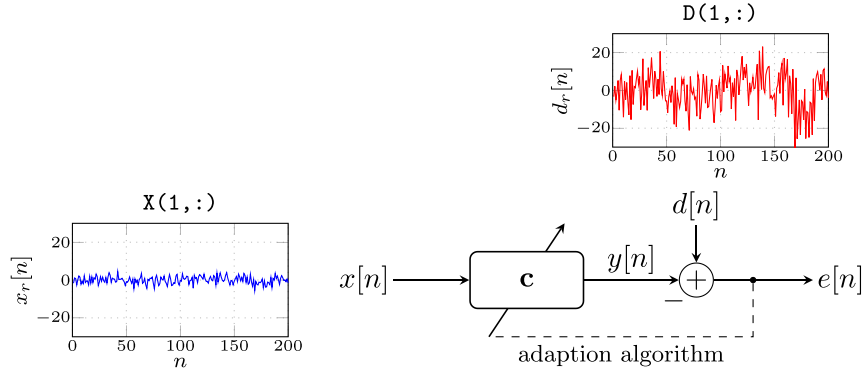 D(1,:)
20
0
−20
d_r[n]
0 50 100 150 200
n
X(1,:)
20
0
−20
x_r[n]
0 50 100 150 200
n
d[n]
x[n] c y[n] + e[n]
−
adaption algorithm